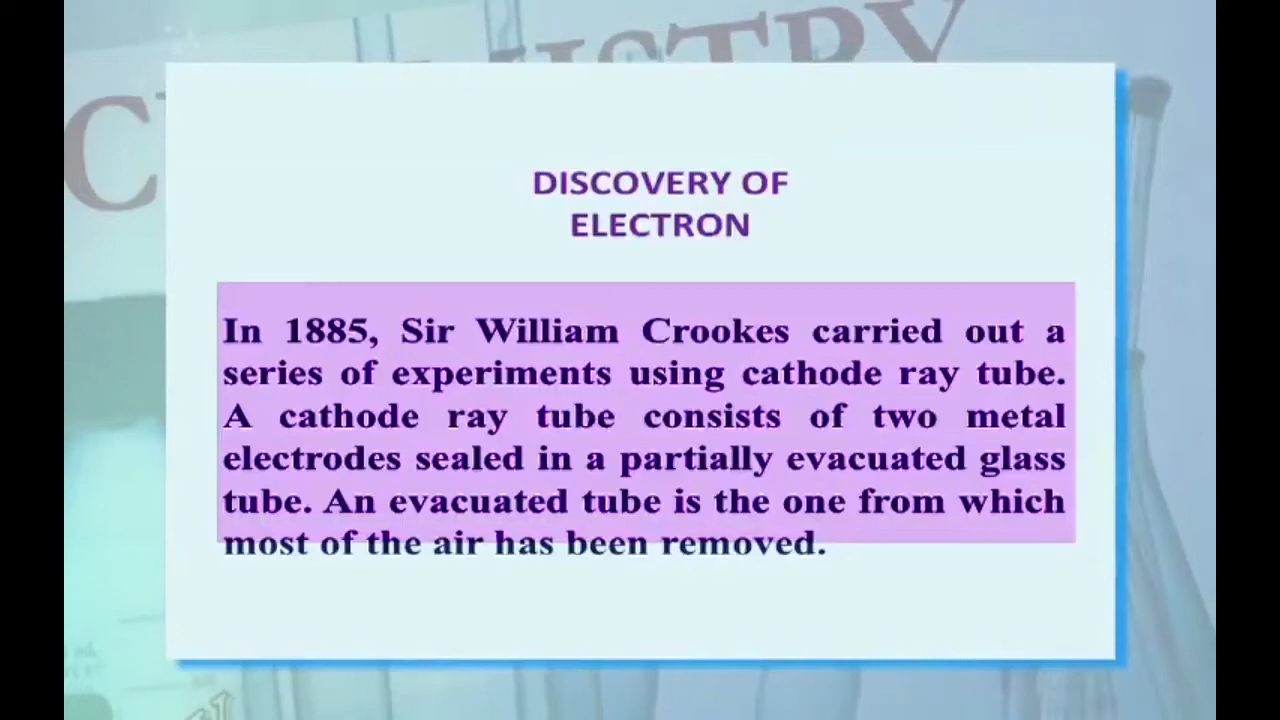 DISCOVERY OF
ELECTRON
In 1885, Sir William Crookes carried out a
series of experiments using cathode ray tube.
A cathode ray tube consists of two metal
electrodes sealed in a partially evacuated glass
tube. An evacuated tube is the one from which
most of the air has been removed.